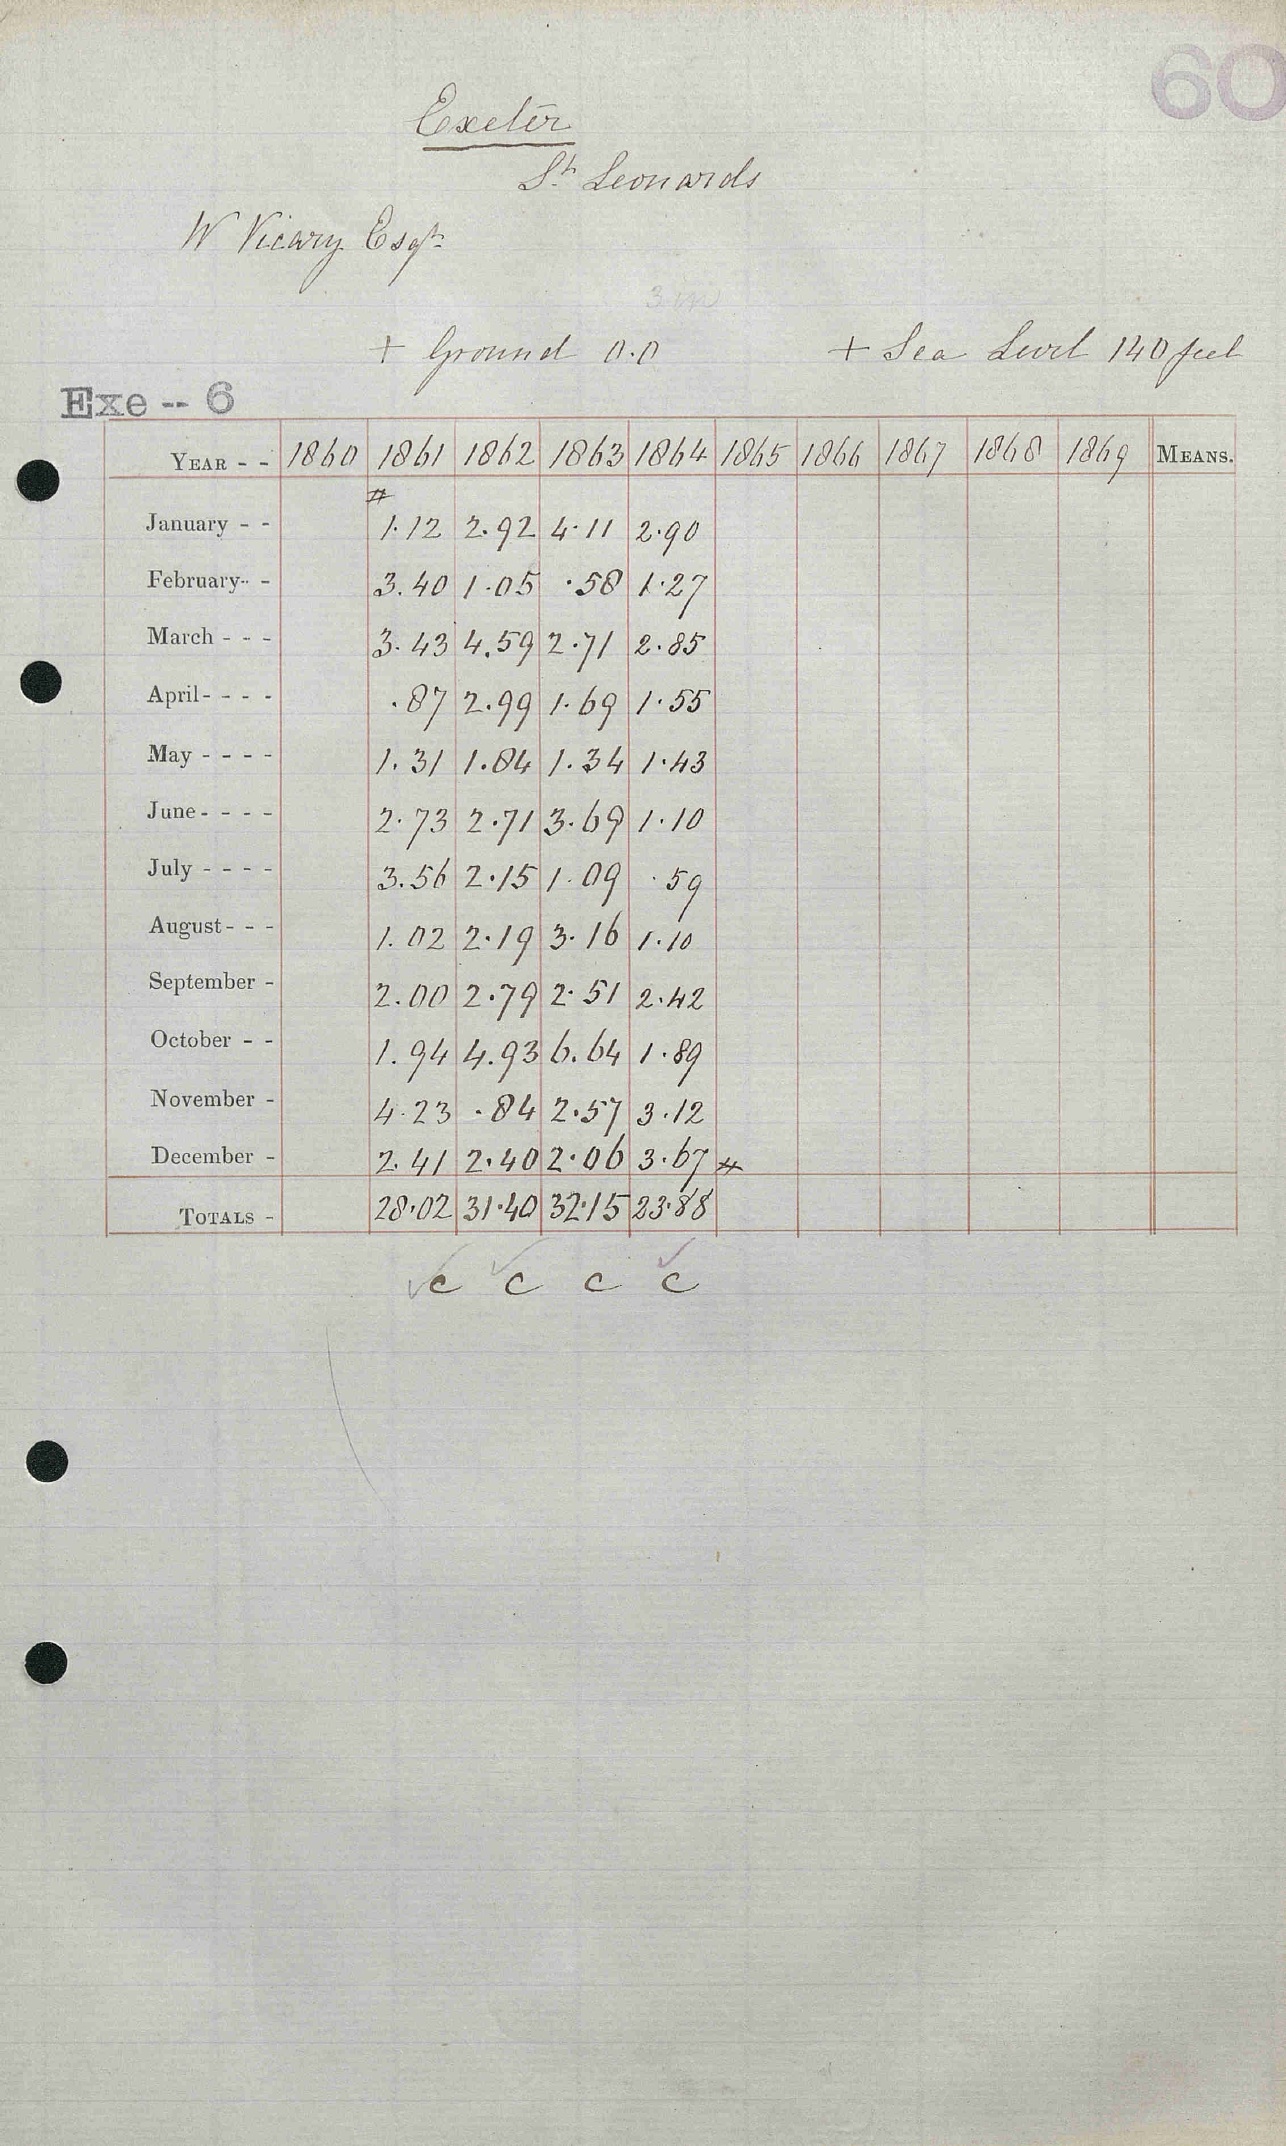 60
Exeter
St Leonards
W Vicary Esqr
3 in
+ Ground 0.0 + Sea Level 140 feet
Exe -- 6
YEAR - - 1860 1861 1862 1863 1864 1865 1866 1867 1868 1869 MEANS.
#
January - - 1.12 2.92 4.11 2.90
February - - 3.40 1.05 .58 1.27
March - - - 3.43 4.59 2.71 2.85
April - - - - .87 2.99 1.69 1.55
May - - - - 1.31 1.84 1.34 1.43
June - - - - 2.73 2.71 3.69 1.10
July - - - - 3.56 2.15 1.09 .59
August - - - 1.02 2.19 3.16 1.10
September - 2.00 2.79 2.51 2.42
October - - 1.94 4.93 6.64 1.89
November - 4.23 .84 2.57 3.12
December - 2.41 2.40 2.06 3.67 #
TOTALS - 28.02 31.40 32.15 23.88
✓c ✓c c ✓c